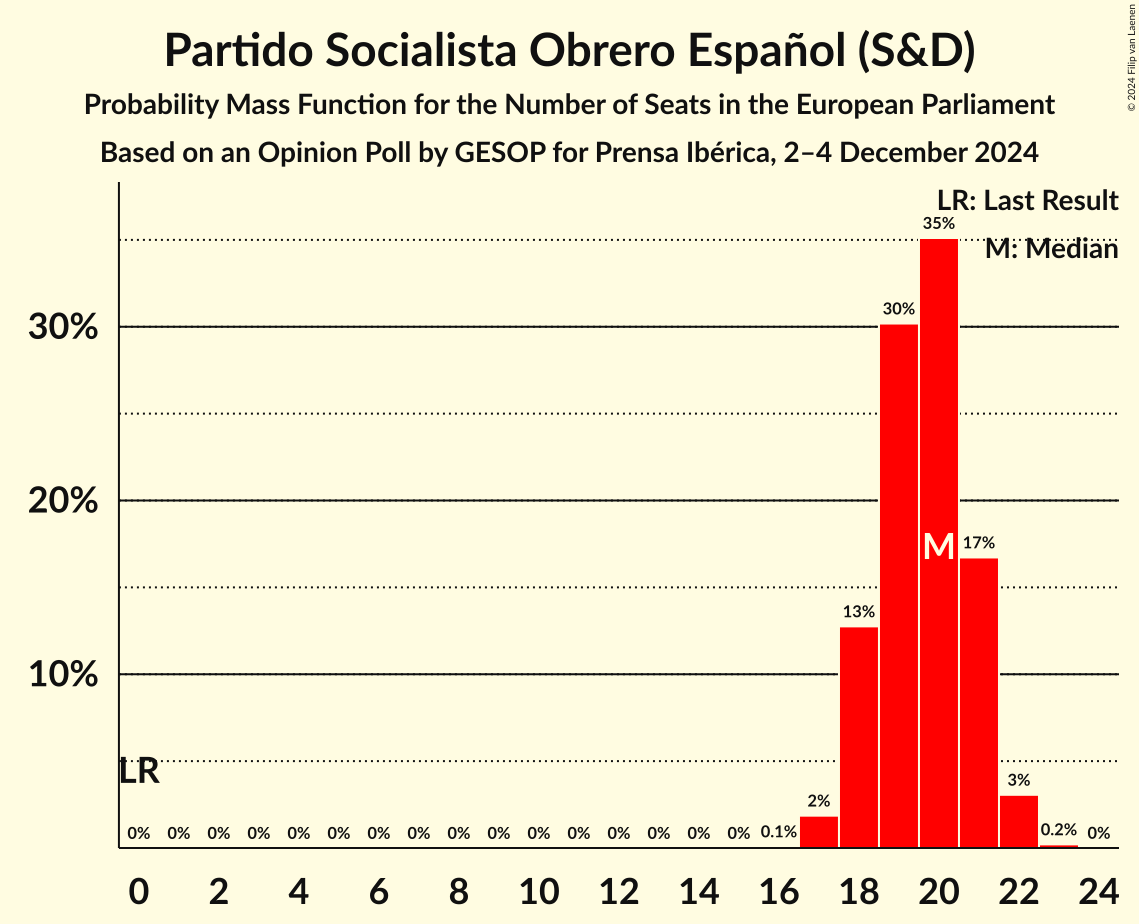 Partido Socialista Obrero Español (S&D)
Probability Mass Function for the Number of Seats in the European Parliament
Based on an Opinion Poll by GESOP for Prensa Ibérica, 2–4 December 2024
© 2024 Filip van Laenen
LR: Last Result
M: Median
35%
30%
30%
20%
M
17%
13%
10%
LR
3%
2%
0% 0% 0% 0% 0% 0% 0% 0% 0% 0% 0% 0% 0% 0% 0% 0% 0.1% 0.2% 0%
0 2 4 6 8 10 12 14 16 18 20 22 24